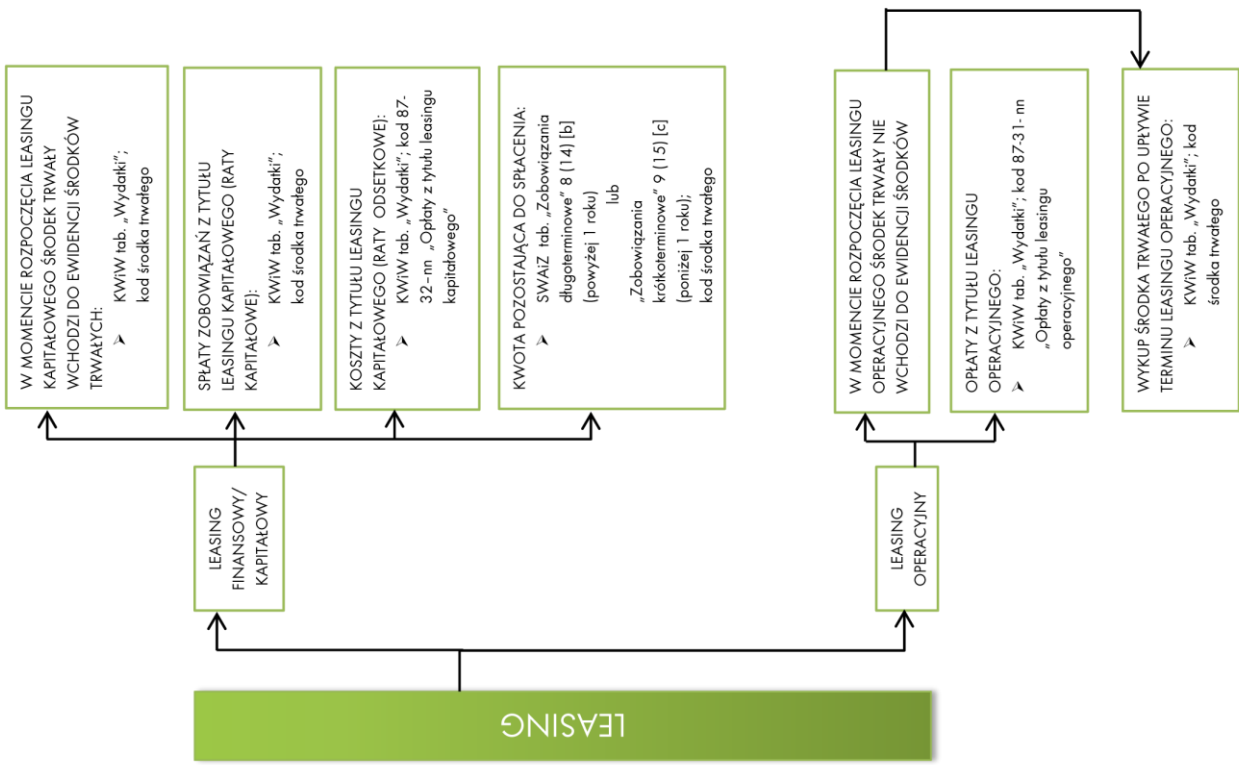 LEASING
LEASING
FINANSOWY/
KAPITAŁOWY
W MOMENCIE ROZPOCZĘCIA LEASINGU
KAPITAŁOWEGO ŚRODEK TRWAŁY
WCHODZI DO EWIDENCJI ŚRODKÓW
TRWAŁYCH:
➤ KWiW tab. „Wydatki”;
kod środka trwałego
SPŁATY ZOBOWIĄZAŃ Z TYTUŁU
LEASINGU KAPITAŁOWEGO (RATY
KAPITAŁOWE):
➤ KWiW tab. „Wydatki”;
kod środka trwałego
KOSZTY Z TYTUŁU LEASINGU
KAPITAŁOWEGO (RATY ODSETKOWE):
➤ KWiW tab. „Wydatki”; kod 87-
32–nn „Opłaty z tytułu leasingu
kapitałowego”
KWOTA POZOSTAJĄCA DO SPŁACENIA:
➤ SWAiZ tab. „Zobowiązania
długoterminowe” 8 (14) [b]
(powyżej 1 roku)
lub
„Zobowiązania
krótkoterminowe” 9 (15) [c]
(poniżej 1 roku);
kod środka trwałego
LEASING
OPERACYJNY
W MOMENCIE ROZPOCZĘCIA LEASINGU
OPERACYJNEGO ŚRODEK TRWAŁY NIE
WCHODZI DO EWIDENCJI ŚRODKÓW
OPŁATY Z TYTUŁU LEASINGU
OPERACYJNEGO:
➤ KWiW tab. „Wydatki”; kod 87-31- nn
„Opłaty z tytułu leasingu
operacyjnego”
WYKUP ŚRODKA TRWAŁEGO PO UPŁYWIE
TERMINU LEASINGU OPERACYJNEGO:
➤ KWiW tab. „Wydatki”; kod
środka trwałego